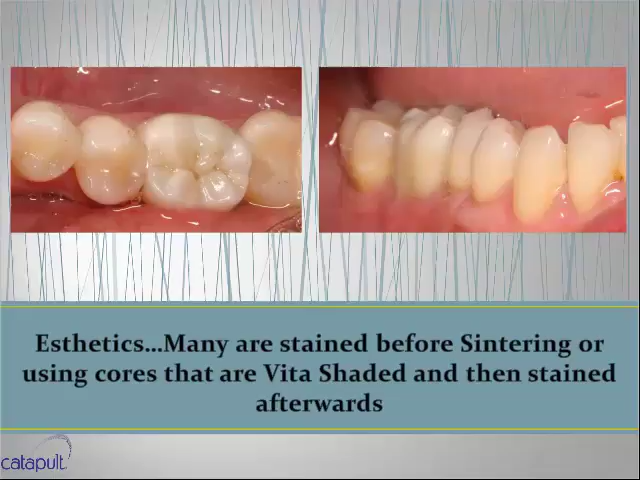 Esthetics...Many are stained before Sintering or
using cores that are Vita Shaded and then stained
afterwards
catapult